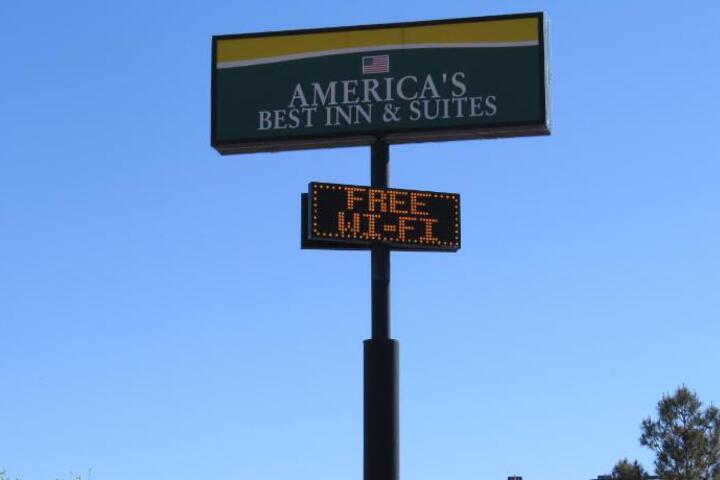 AMERICA'S
BEST INN & SUITES
FREE
WI-FI